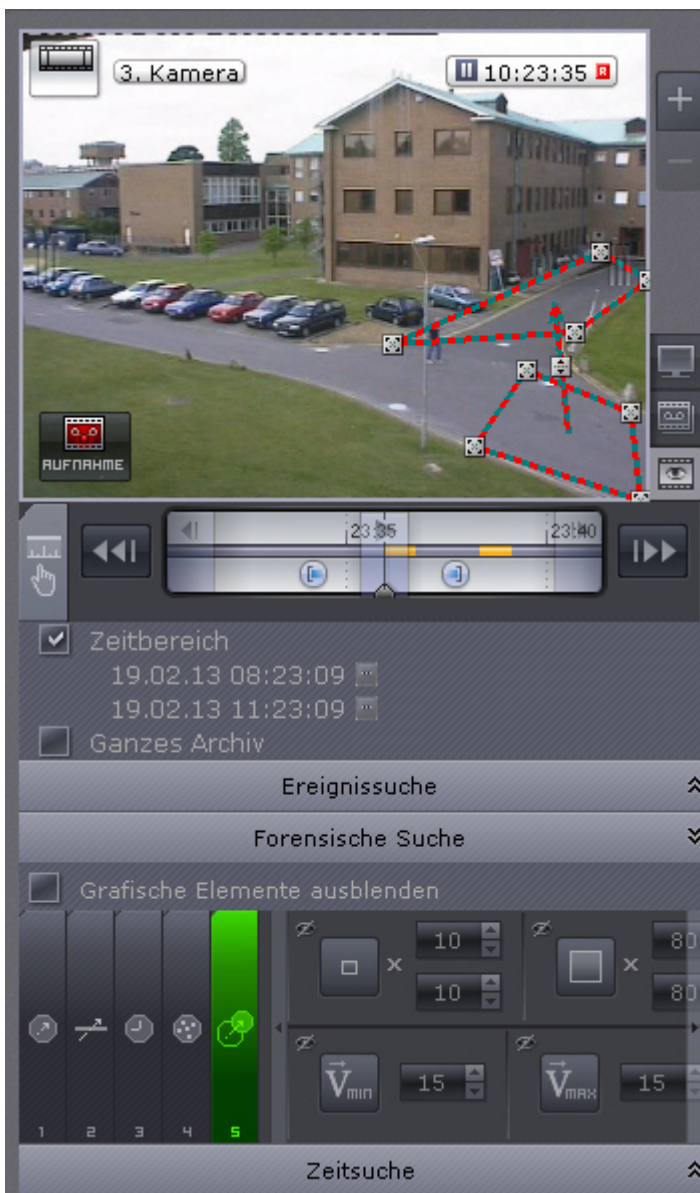 3. Kamera
10:23:35 R
AUFNAHME
23:35
23:40
Zeitbereich
19.02.13 08:23:09
19.02.13 11:23:09
Ganzes Archiv
Ereignissuche
Forensische Suche
Grafische Elemente ausblenden
10 80
x x
10 80
V MIN 15 V MAX 15
1 2 3 4 5
Zeitsuche